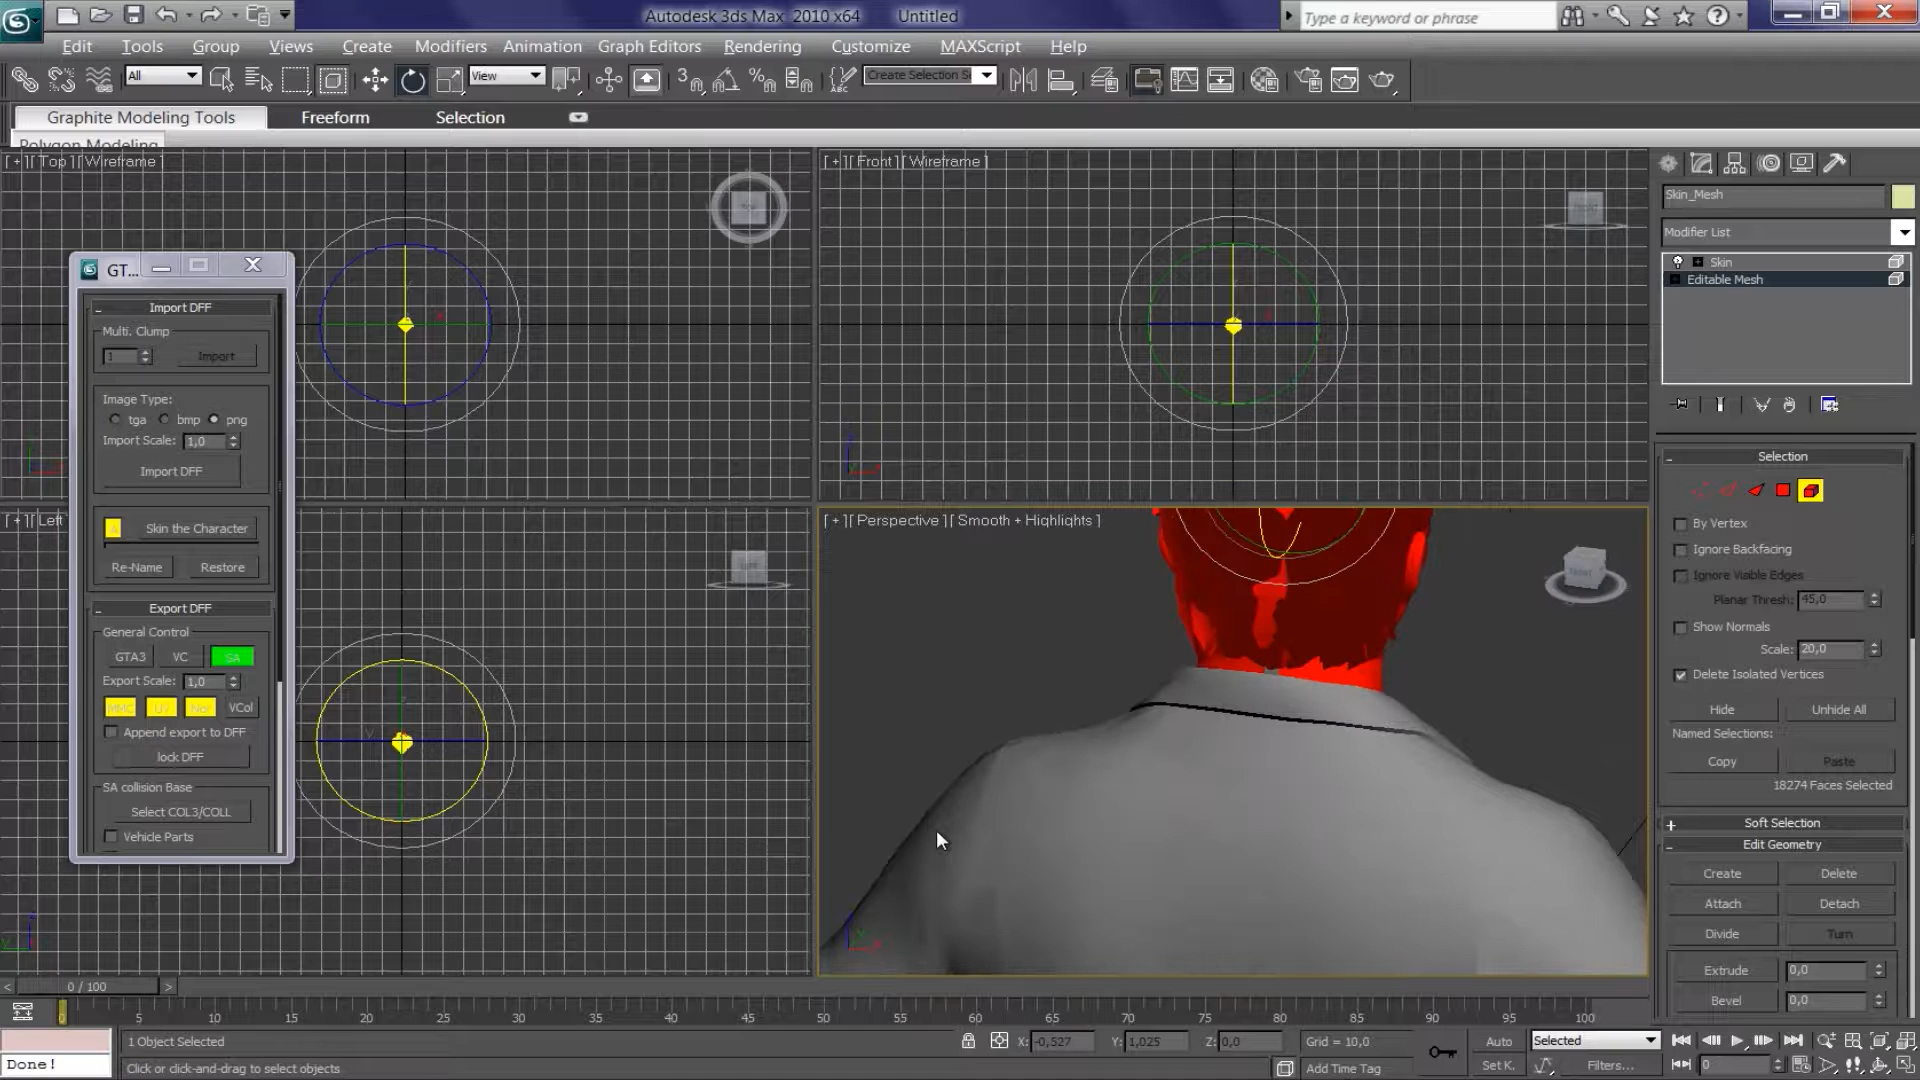 Autodesk 3ds Max 2010 x64 Untitled
Type a keyword or phrase
Edit Tools Group Views Create Modifiers Animation Graph Editors Rendering Customize MAXScript Help
All View Create Selection Se
Graphite Modeling Tools Freeform Selection
Polygon Modeling
[ + ][ Top ][ Wireframe ]
[ + ][ Front ][ Wireframe ]
Skin_Mesh
Modifier List
Skin
Editable Mesh
GT...
Import DFF
Multi. Clump
1 Import
Image Type:
tga bmp png
Import Scale: 1,0
Import DFF
Skin the Character
Re-Name Restore
Export DFF
General Control
GTA3 VC SA
Export Scale: 1,0
MMC UV Nor VCol
Append export to DFF
lock DFF
SA collision Base
Select COL3/COLL
Vehicle Parts
[ + ][ Left
[ + ][ Perspective ][ Smooth + Highlights ]
FRONT
Selection
By Vertex
Ignore Backfacing
Ignore Visible Edges
Planar Thresh: 45,0
Show Normals
Scale: 20,0
Delete Isolated Vertices
Hide Unhide All
Named Selections:
Copy Paste
18274 Faces Selected
Soft Selection
Edit Geometry
Create Delete
Attach Detach
Divide Turn
Extrude 0,0
Bevel 0,0
< 0 / 100 >
0 5 10 15 20 25 30 35 40 45 50 55 60 65 70 75 80 85 90 95 100
1 Object Selected X: -0,527 Y: 1,025 Z: 0,0 Grid = 10,0 Auto Selected
Done! Click or click-and-drag to select objects Add Time Tag Set K. Filters... 0